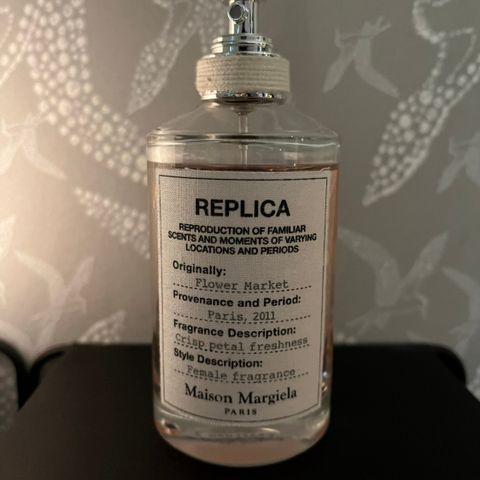 REPLICA
REPRODUCTION OF FAMILIAR
SCENTS AND MOMENTS OF VARYING
LOCATIONS AND PERIODS
Originally:
Flower Market
Provenance and Period:
Paris, 2011
Fragrance Description:
Crisp petal freshness
Style Description:
Female fragrance
Maison Margiela
PARIS